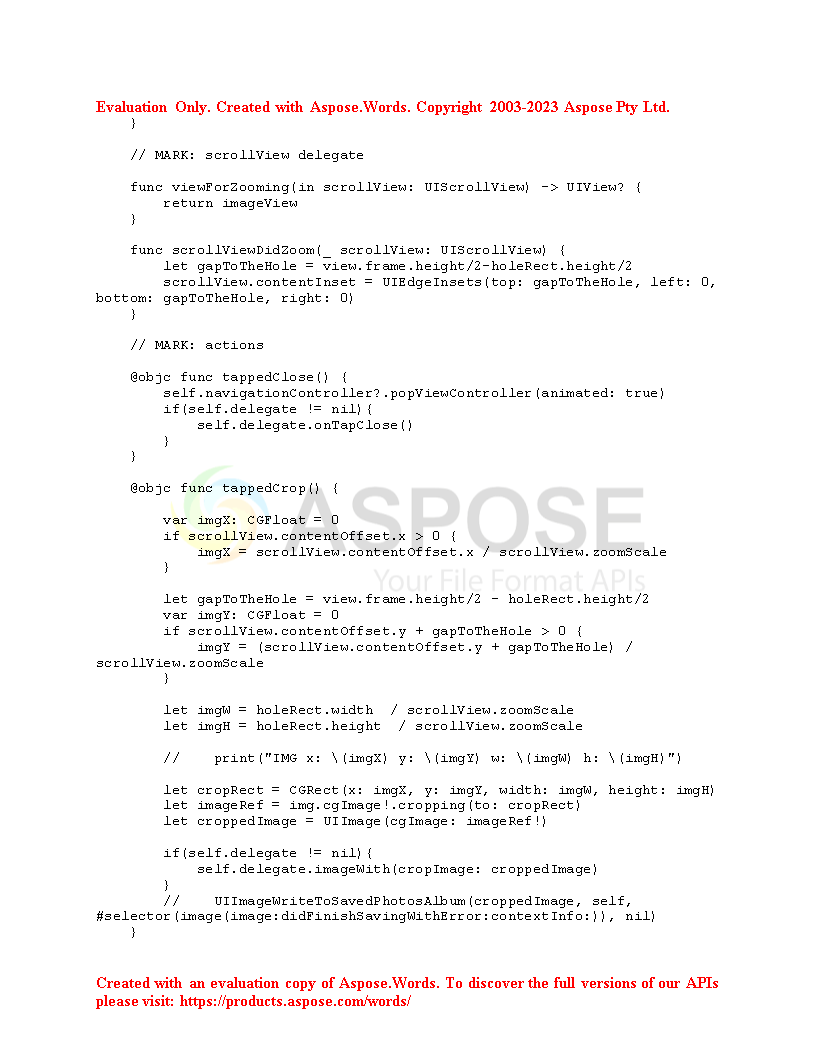 Evaluation Only. Created with Aspose.Words. Copyright 2003-2023 Aspose Pty Ltd.
    }

    // MARK: scrollView delegate

    func viewForZooming(in scrollView: UIScrollView) -> UIView? {
        return imageView
    }

    func scrollViewDidZoom(_ scrollView: UIScrollView) {
        let gapToTheHole = view.frame.height/2-holeRect.height/2
        scrollView.contentInset = UIEdgeInsets(top: gapToTheHole, left: 0,
bottom: gapToTheHole, right: 0)
    }

    // MARK: actions

    @objc func tappedClose() {
        self.navigationController?.popViewController(animated: true)
        if(self.delegate != nil){
            self.delegate.onTapClose()
        }
    }

    @objc func tappedCrop() {

        var imgX: CGFloat = 0
        if scrollView.contentOffset.x > 0 {
            imgX = scrollView.contentOffset.x / scrollView.zoomScale
        }

        let gapToTheHole = view.frame.height/2 - holeRect.height/2
        var imgY: CGFloat = 0
        if scrollView.contentOffset.y + gapToTheHole > 0 {
            imgY = (scrollView.contentOffset.y + gapToTheHole) /
scrollView.zoomScale
        }

        let imgW = holeRect.width  / scrollView.zoomScale
        let imgH = holeRect.height  / scrollView.zoomScale

        //    print("IMG x: \(imgX) y: \(imgY) w: \(imgW) h: \(imgH)")

        let cropRect = CGRect(x: imgX, y: imgY, width: imgW, height: imgH)
        let imageRef = img.cgImage!.cropping(to: cropRect)
        let croppedImage = UIImage(cgImage: imageRef!)

        if(self.delegate != nil){
            self.delegate.imageWith(cropImage: croppedImage)
        }
        //    UIImageWriteToSavedPhotosAlbum(croppedImage, self,
#selector(image(image:didFinishSavingWithError:contextInfo:)), nil)
    }

ASPOSE
Your File Format APIs
Created with an evaluation copy of Aspose.Words. To discover the full versions of our APIs
please visit: https://products.aspose.com/words/